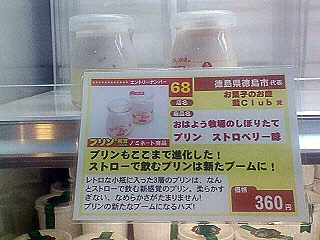 エントリーナンバー
68
徳島県徳島市 代表
店名
お菓子のお庭
Club
商品名
おはよう牧場のしぼりたて
プリン ストロベリー味
プリン
ノミネート商品
プリンもここまで進化した!
ストローで飲むプリンは新たブームに!
レトロな小瓶に入った3層のプリンは、なん
とストローで飲む新感覚のプリン。柔らかす
ぎない、なめらかさがたまりません!
プリンの新たなブームになるハズ!
価格
360円